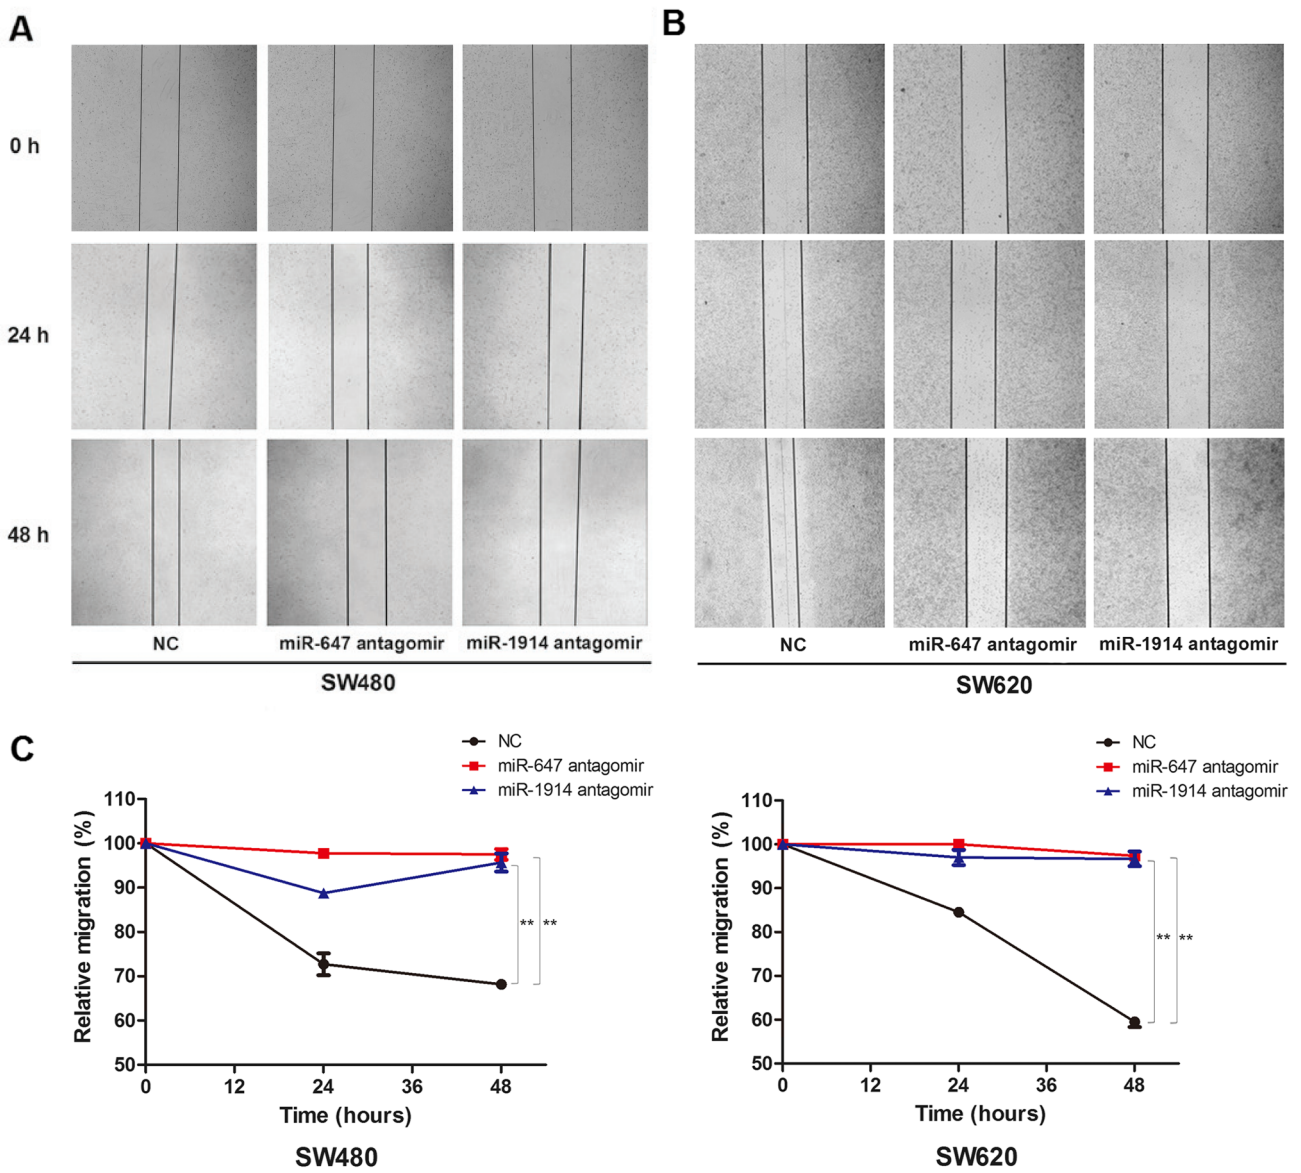 A
B
0 h
24 h
48 h
NC
miR-647 antagomir
miR-1914 antagomir
SW480
NC
miR-647 antagomir
miR-1914 antagomir
SW620
C
NC
miR-647 antagomir
miR-1914 antagomir
Relative migration (%)
110
100
90
80
70
60
50
** **
0 12 24 36 48
Time (hours)
SW480
NC
miR-647 antagomir
miR-1914 antagomir
Relative migration (%)
110
100
90
80
70
60
50
** **
0 12 24 36 48
Time (hours)
SW620